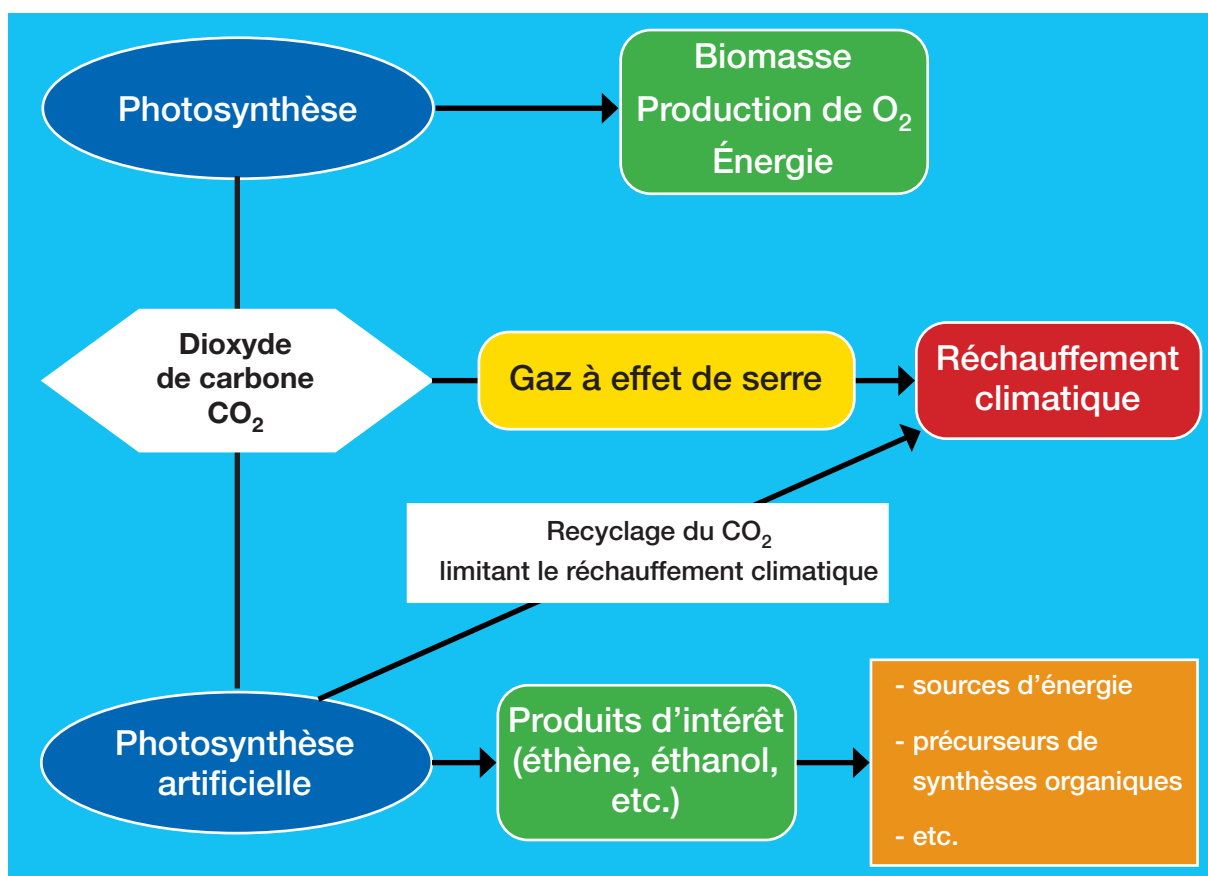 Photosynthèse
Biomasse
Production de O₂
Énergie
Dioxyde
de carbone
CO₂
Gaz à effet de serre
Réchauffement
climatique
Recyclage du CO₂
limitant le réchauffement climatique
Photosynthèse
artificielle
Produits d’intérêt
(éthène, éthanol,
etc.)
- sources d’énergie
- précurseurs de
synthèses organiques
- etc.